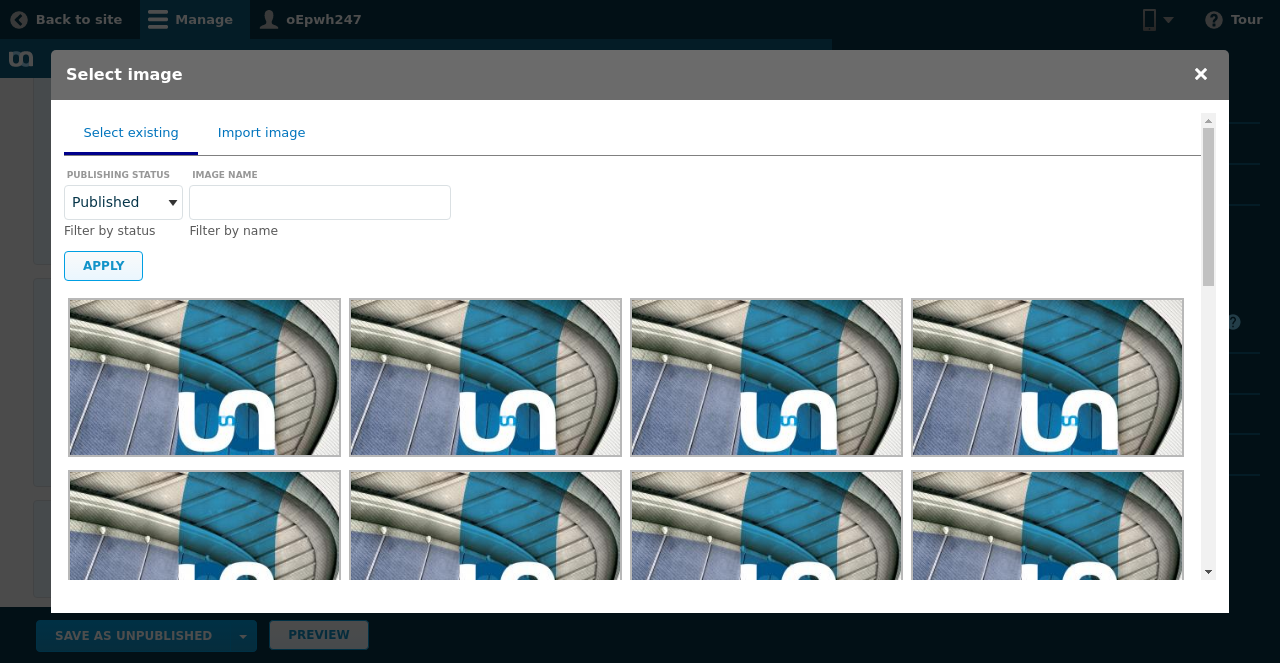 Back to site
Manage
oEpwh247
Tour
Select image
Select existing
Import image
PUBLISHING STATUS
IMAGE NAME
Published
Filter by status
Filter by name
APPLY
SAVE AS UNPUBLISHED
PREVIEW